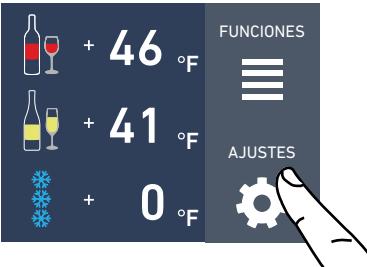 + 46 °F
FUNCIONES
+ 41 °F
AJUSTES
+ 0 °F